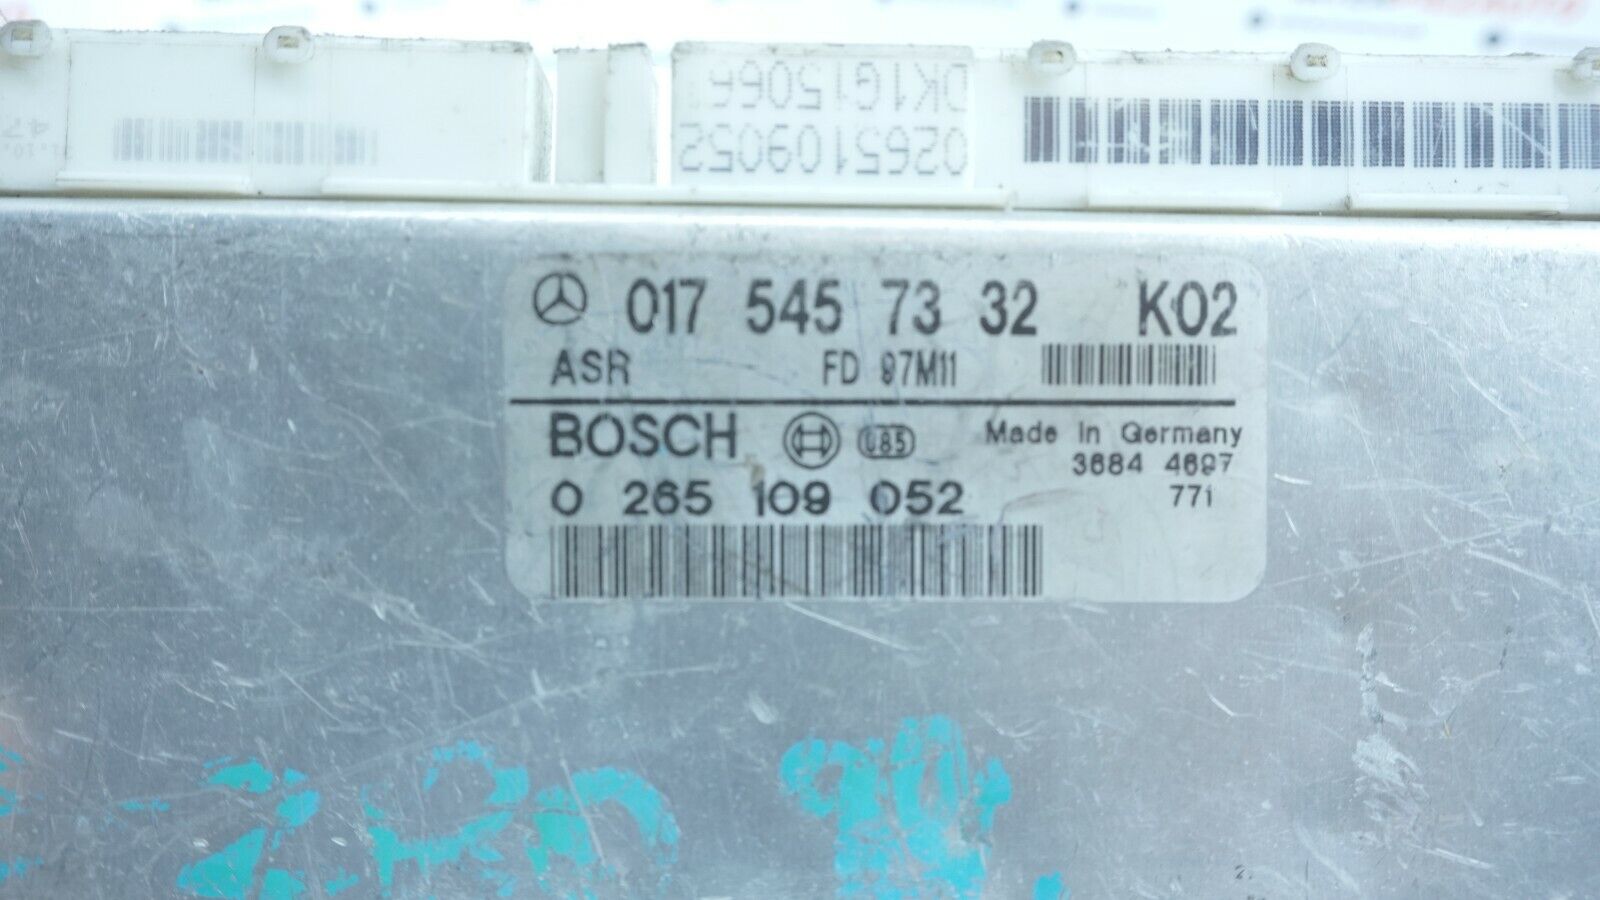 DK1G15066
0265109052
017 545 73 32 K02
ASR FD 97M11
BOSCH 085 Made in Germany
3684 4697
0 265 109 052 771